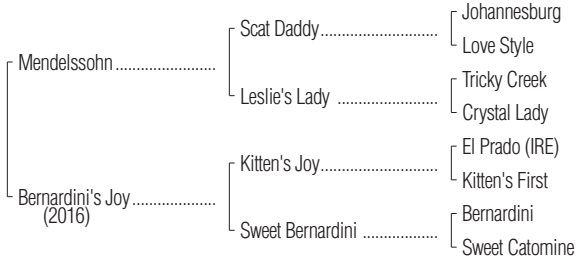 Johannesburg
Scat Daddy
Love Style
Mendelssohn
Tricky Creek
Leslie's Lady
Crystal Lady
El Prado (IRE)
Kitten's Joy
Kitten's First
Bernardini's Joy
(2016)
Bernardini
Sweet Bernardini
Sweet Catomine